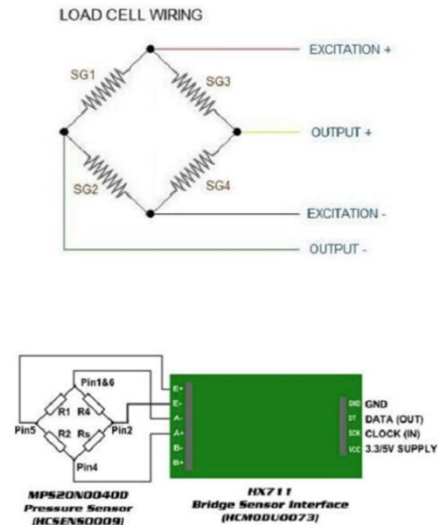 LOAD CELL WIRING
EXCITATION +
SG1
SG3
OUTPUT +
SG2
SG4
EXCITATION -
OUTPUT -
E+
Pin1&6
E-
R1 R4
GND GND
A-
DT DATA (OUT)
Pin5
Pin2
A+
SCK CLOCK (IN)
R2 Rs
B-
VCC 3.3/5V SUPPLY
Pin4
B+
MPS20N0040D
Pressure Sensor
(HCSENS0009)
HX711
Bridge Sensor Interface
(HCMODU0073)